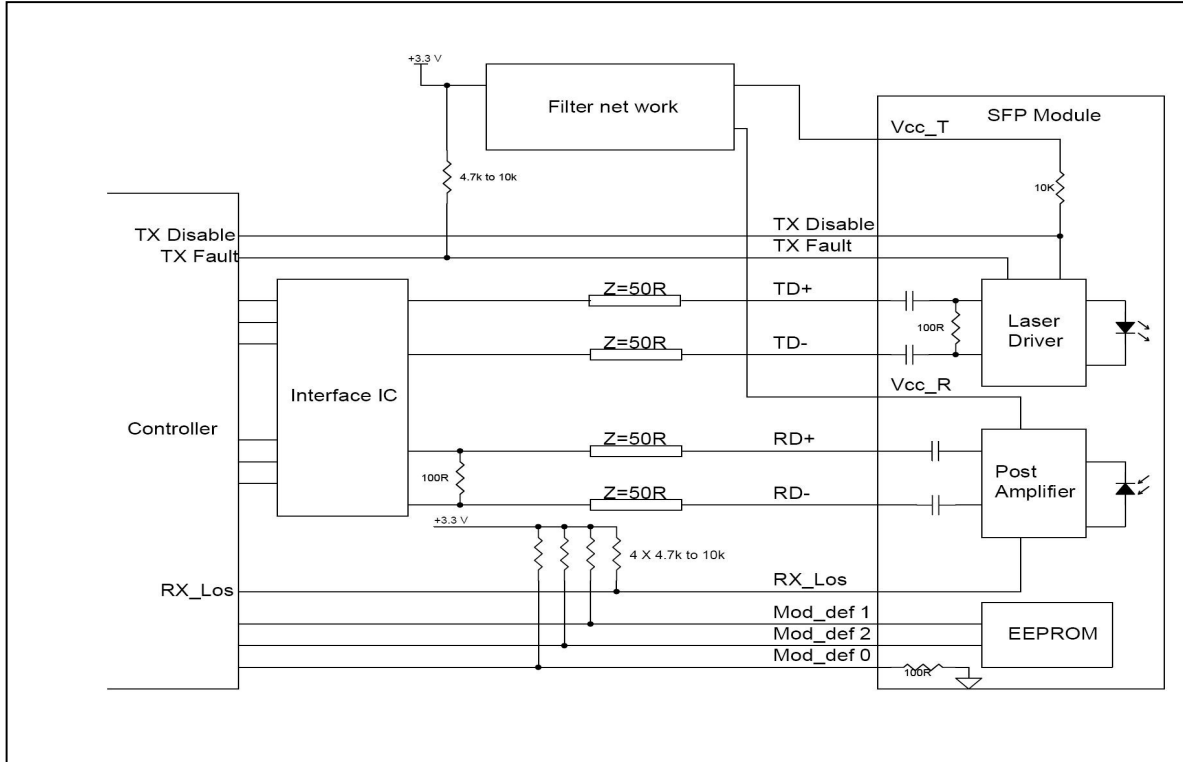 +3.3 V
Filter net work
SFP Module
Vcc_T
4.7k to 10k
10K
TX Disable
TX Disable
TX Fault
TX Fault
Z=50R
TD+
100R
Laser
Driver
Z=50R
TD-
Interface IC
Vcc_R
Controller
Z=50R
RD+
100R
Post
Amplifier
Z=50R
RD-
+3.3 V
4 X 4.7k to 10k
RX_Los
RX_Los
Mod_def 1
EEPROM
Mod_def 2
Mod_def 0
100R